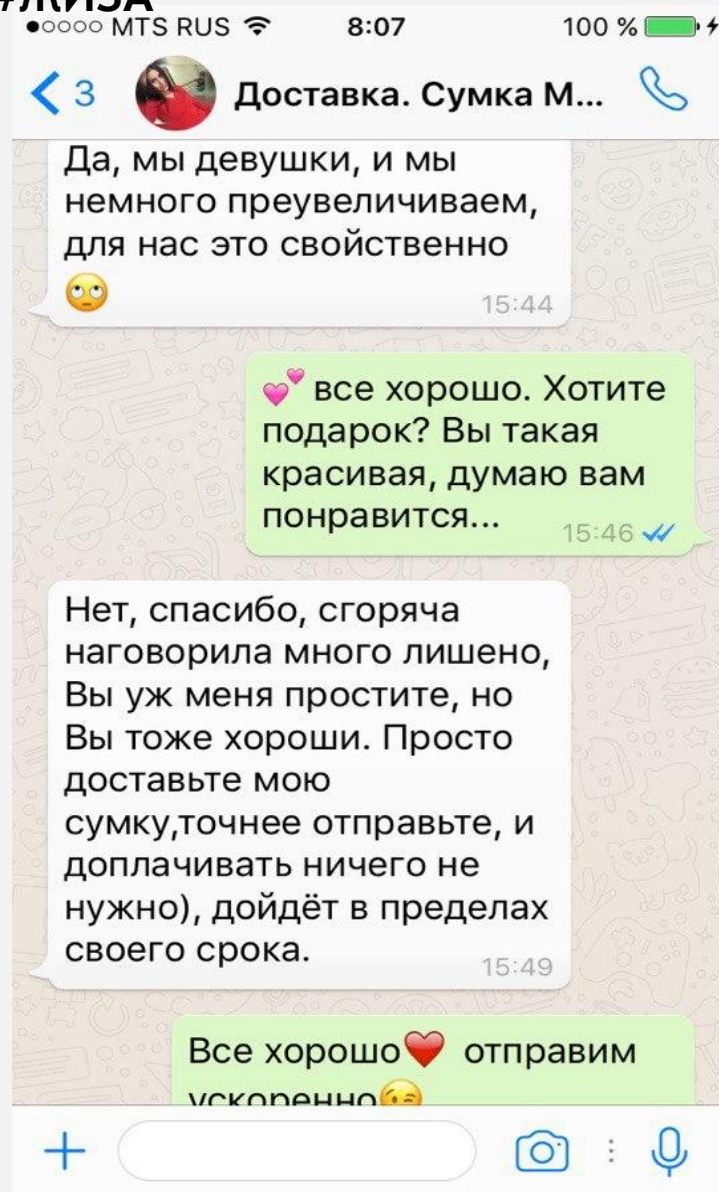 #ЖИЗА
MTS RUS 8:07 100 %
3 Доставка. Сумка М...
Да, мы девушки, и мы
немного преувеличиваем,
для нас это свойственно
🙄 15:44
💕 все хорошо. Хотите
подарок? Вы такая
красивая, думаю вам
понравится... 15:46
Нет, спасибо, сгоряча
наговорила много лишено,
Вы уж меня простите, но
Вы тоже хороши. Просто
доставьте мою
сумку,точнее отправьте, и
доплачивать ничего не
нужно), дойдёт в пределах
своего срока. 15:49
Все хорошо❤️ отправим
ускоренно😉